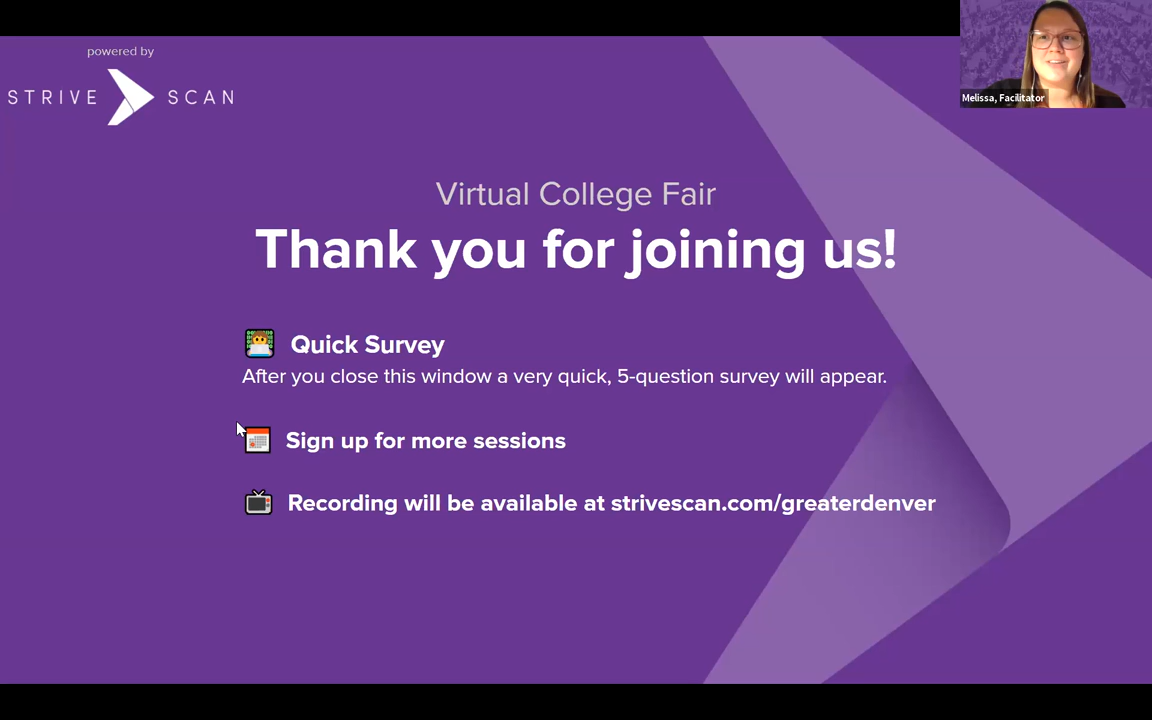 powered by
STRIVE SCAN
Melissa, Facilitator
Virtual College Fair
Thank you for joining us!
Quick Survey
After you close this window a very quick, 5-question survey will appear.
Sign up for more sessions
Recording will be available at strivescan.com/greaterdenver